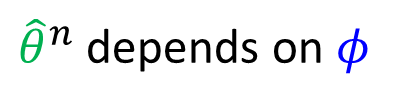 θ̂ⁿ depends on ϕ